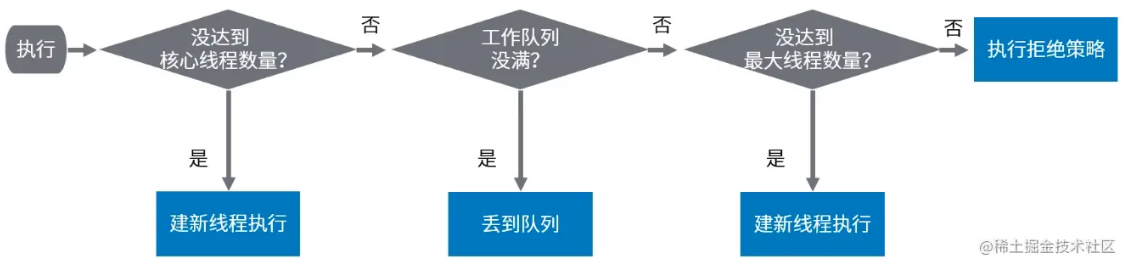 执行
没达到
核心线程数量?
否
工作队列
没满?
否
没达到
最大线程数量?
否
执行拒绝策略
是
是
是
建新线程执行
丢到队列
建新线程执行
@稀土掘金技术社区